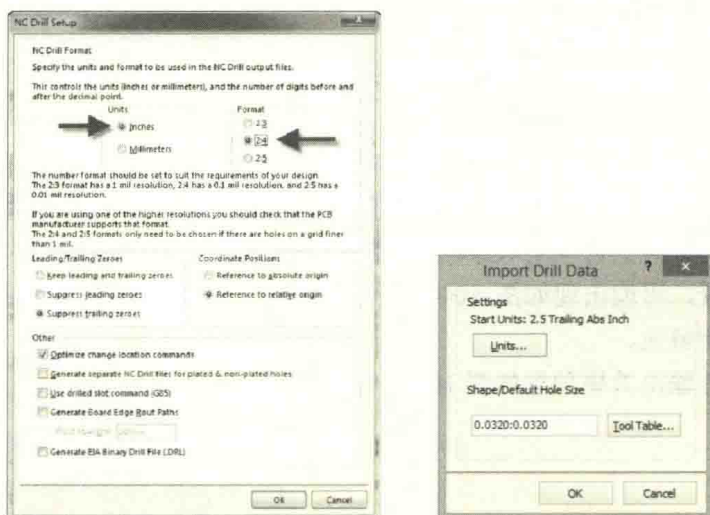 NC Drill Setup
NC Drill Format
Specify the units and format to be used in the NC Drill output files.
This controls the units (inches or millimeters), and the number of digits before and
after the decimal point.
Units
Format
Inches
Millimeters
2:3
2:4
2:5
The number format should be set to suit the requirements of your design
The 2:3 format has a 1 mil resolution, 2:4 has a 0.1 mil resolution, and 2:5 has a
0.01 mil resolution.
If you are using one of the higher resolutions you should check that the PCB
manufacturer supports that format.
The 2:4 and 2:5 formats only need to be chosen if there are holes on a grid finer
than 1 mil.
Leading/Trailing Zeroes
Keep leading and trailing zeroes
Suppress leading zeroes
Suppress trailing zeroes
Coordinate Positions
Reference to absolute origin
Reference to relative origin
Other
Optimize change location commands
Generate separate NC Drill files for plated & non-plated holes
Use drilled slot command (G85)
Generate Board Edge Rout Paths
Generate EIA Binary Drill File (.DRL)
OK
Cancel
Import Drill Data
?
Settings
Start Units: 2.5 Trailing Abs Inch
Units...
Shape/Default Hole Size
0.0320:0.0320
Tool Table...
OK
Cancel